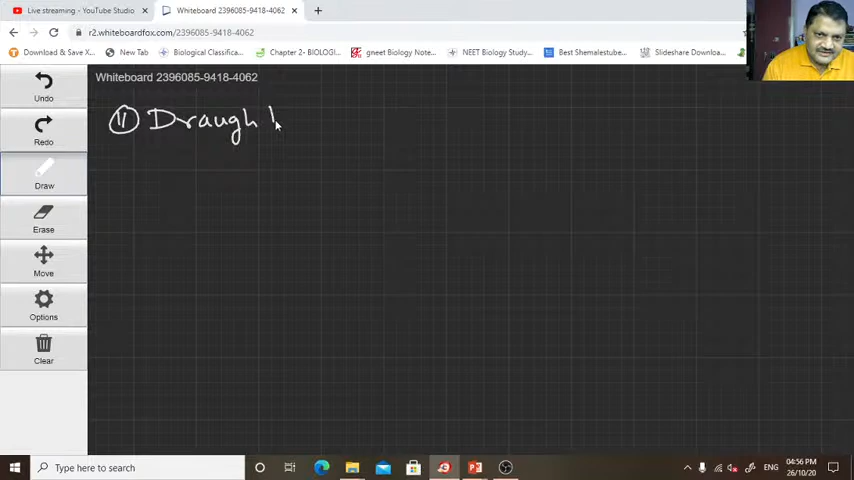 Live streaming - YouTube Studio
Whiteboard 2396085-9418-4062
r2.whiteboardfox.com/2396085-9418-4062
Download & Save X...
New Tab
Biological Classifica...
Chapter 2- BIOLOGI...
gneet Biology Note...
NEET Biology Study...
Best Shemalestube...
Slideshare Downloa...
Whiteboard 2396085-9418-4062
Undo
Redo
Draw
Erase
Move
Options
Clear
11 Draugh
Type here to search
ENG
04:56 PM
26/10/20